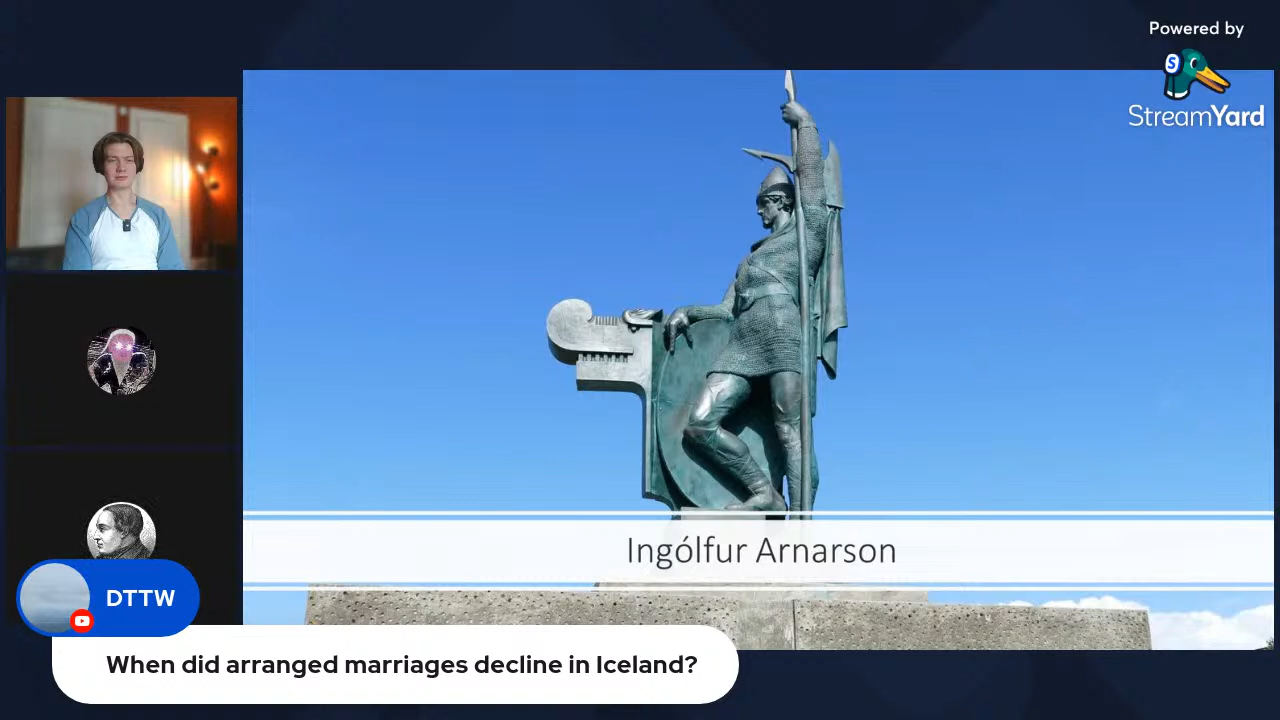 Powered by
S
StreamYard
Ingólfur Arnarson
DTTW
When did arranged marriages decline in Iceland?